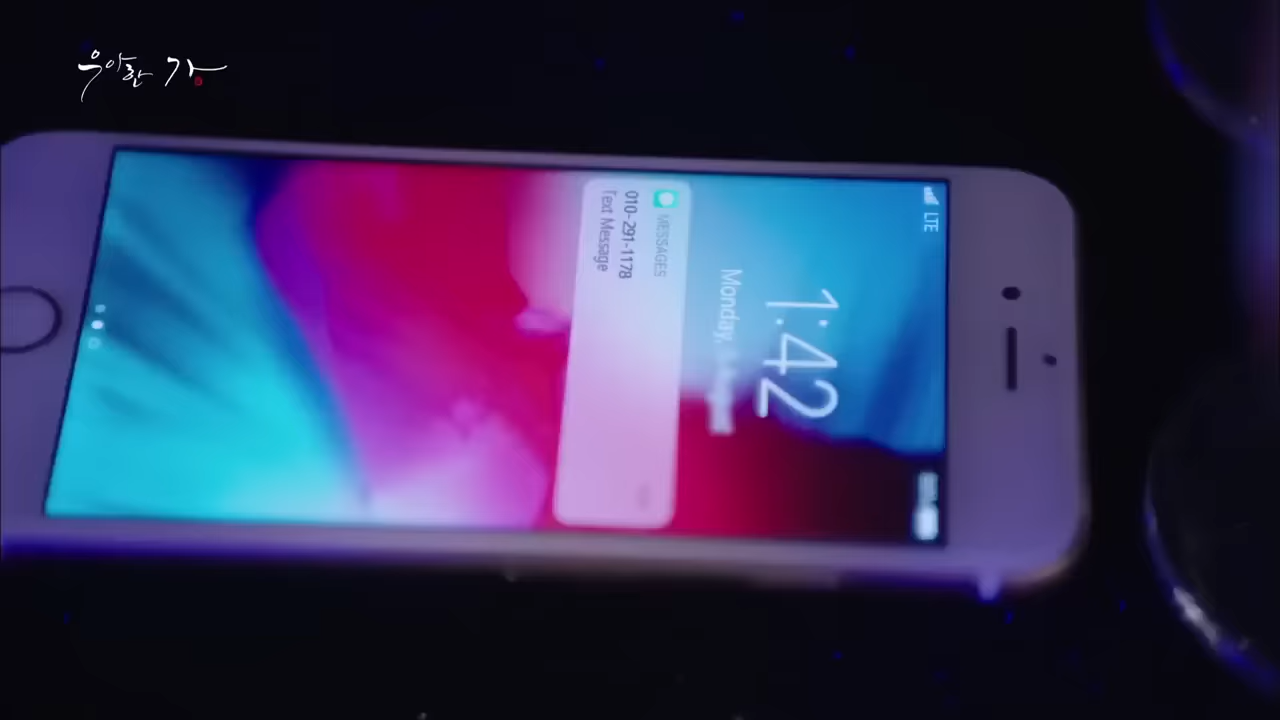 우아한 가
LTE
1:42
Monday,
MESSAGES
010-291-1178
Text Message